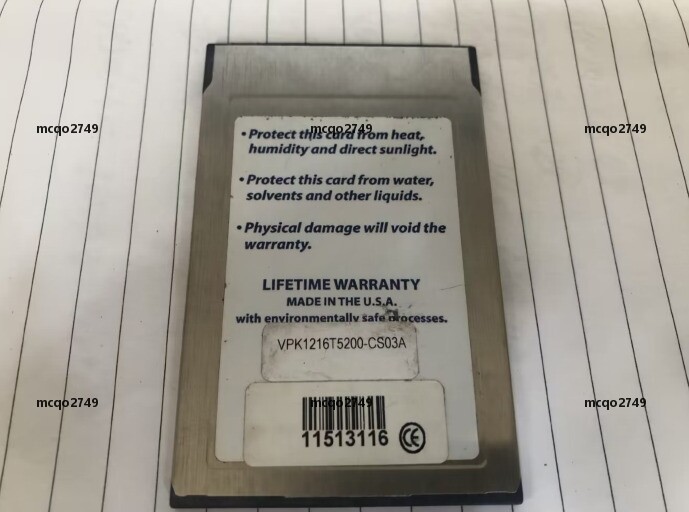 mcqo2749 mcqo2749 mcqo2749
• Protect this card from heat,
humidity and direct sunlight.
• Protect this card from water,
solvents and other liquids.
• Physical damage will void the
warranty.
LIFETIME WARRANTY
MADE IN THE U.S.A.
with environmentally safe processes.
VPK1216T5200-CS03A
mcqo2749 mcqo2749 mcqo2749
11513116 CE